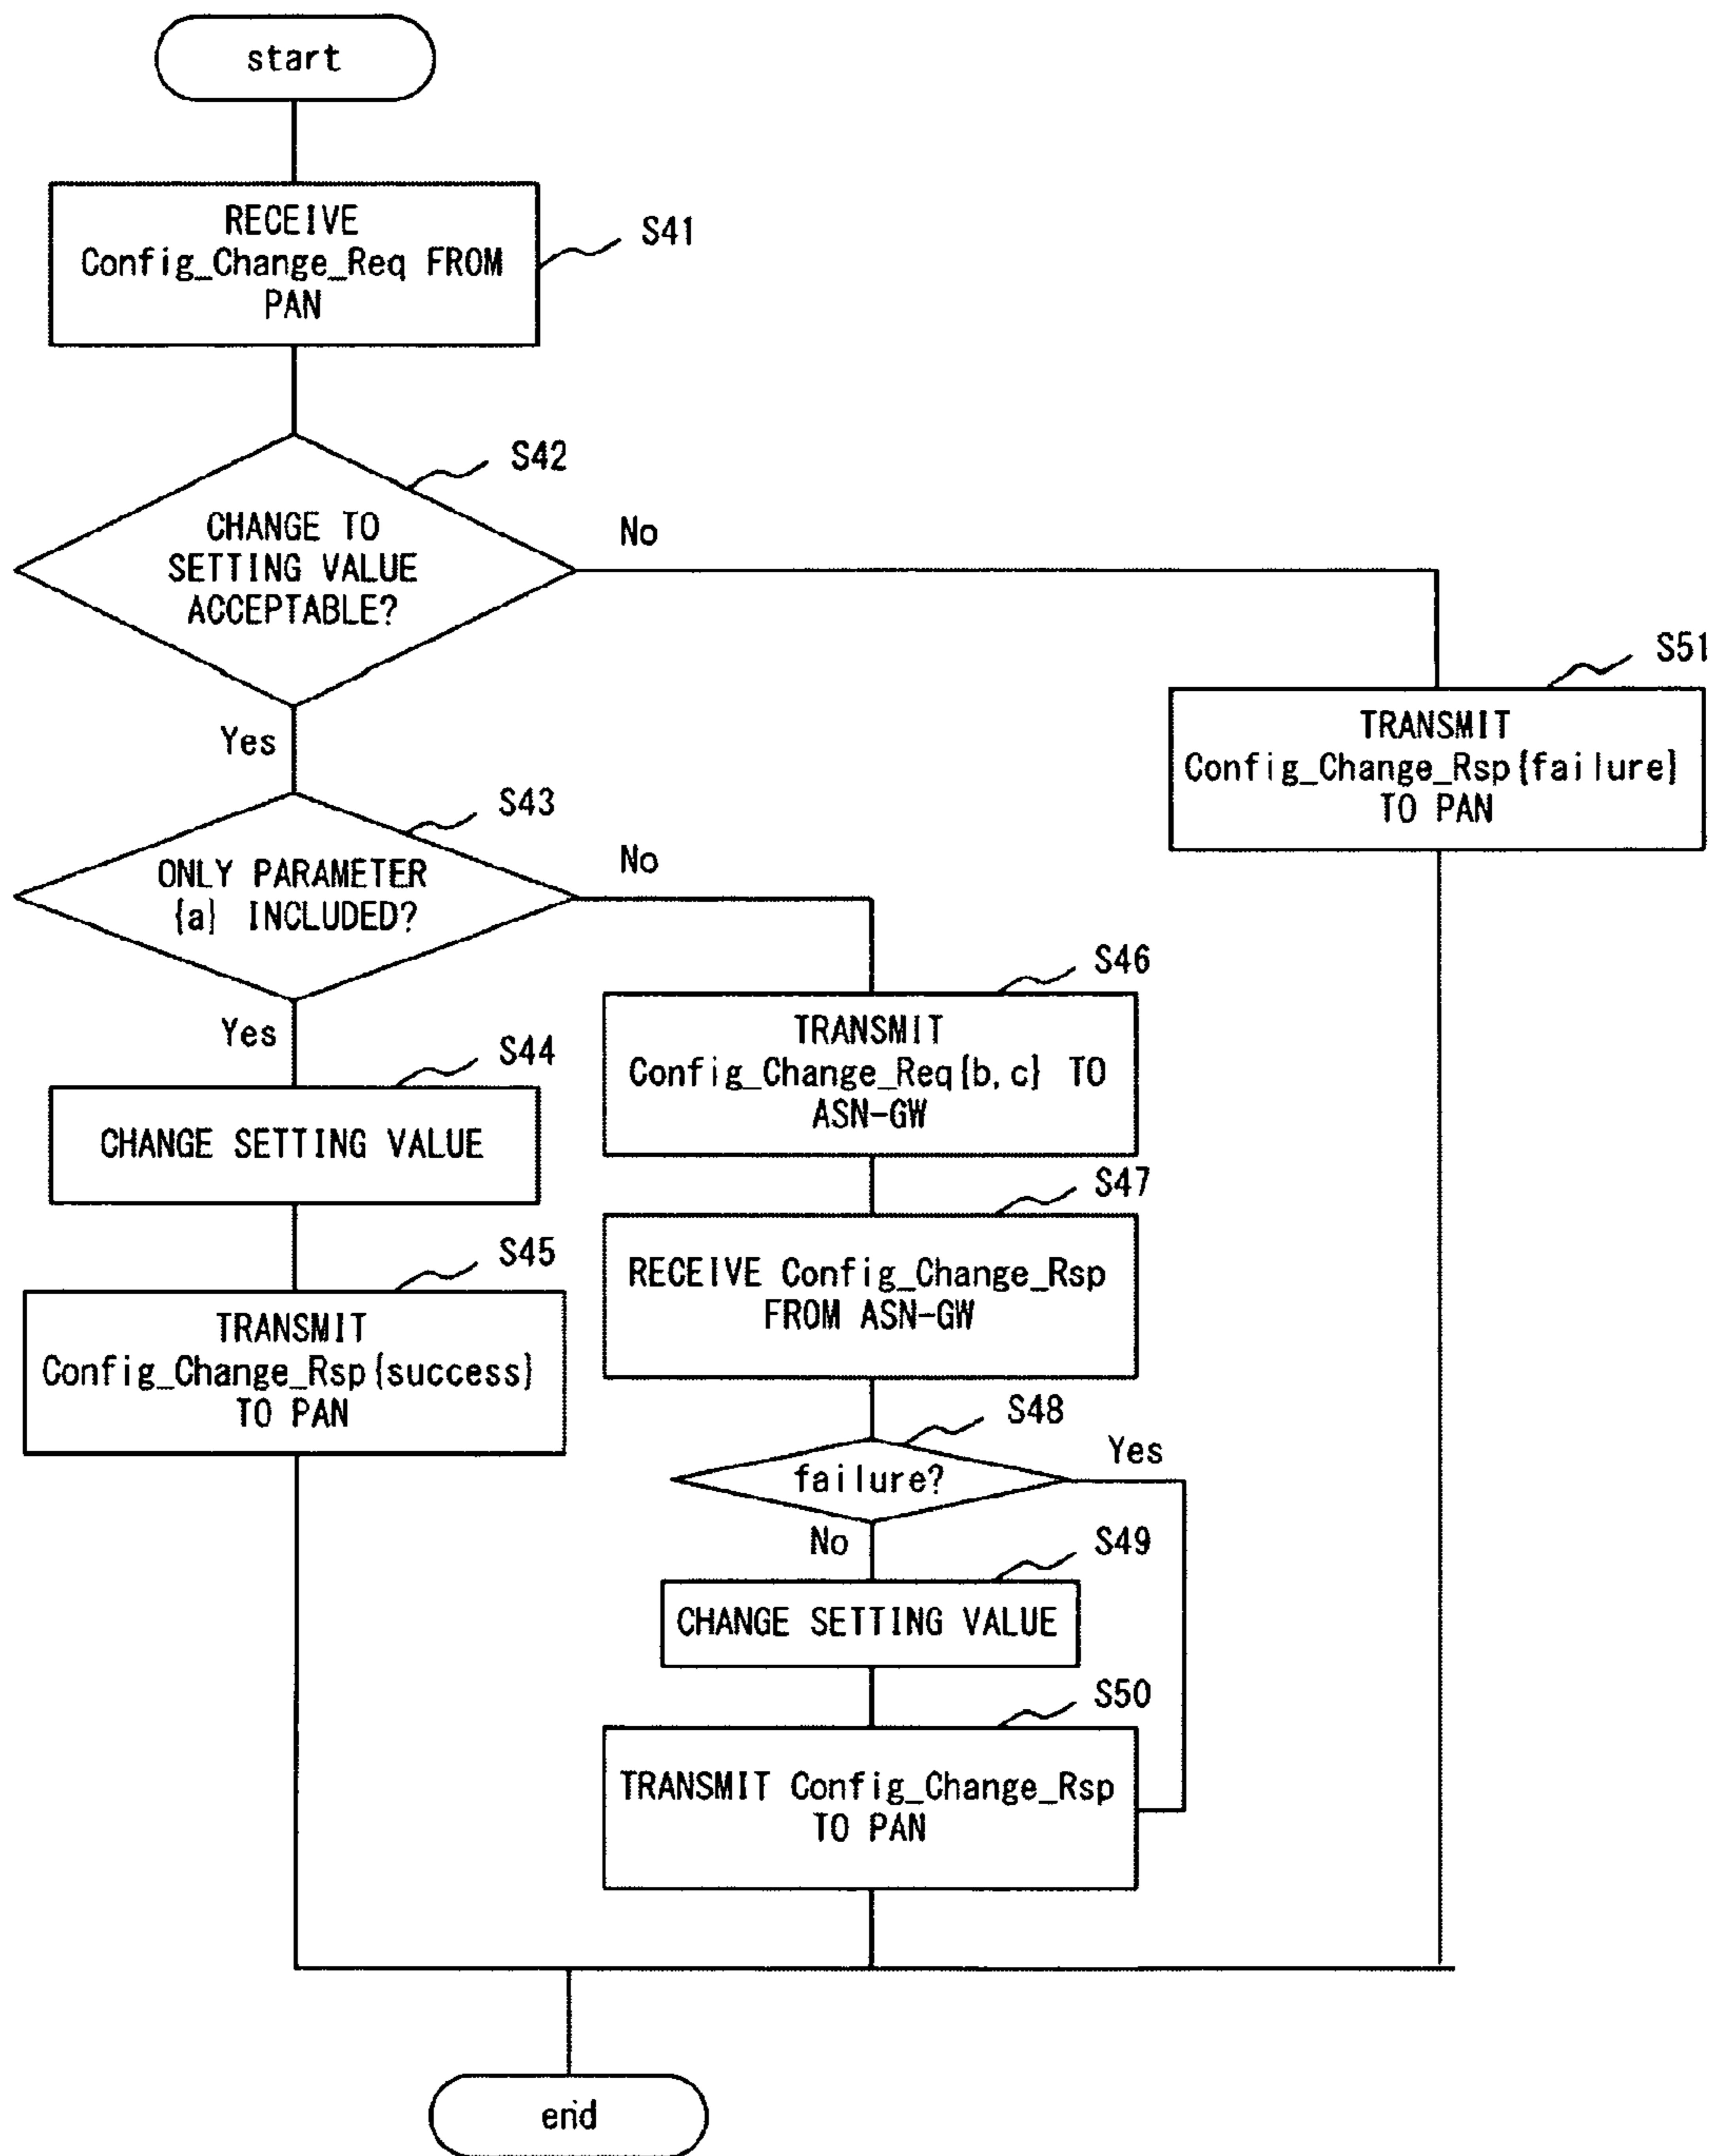 start
RECEIVE
Config_Change_Req FROM
PAN
S41
S42
CHANGE TO
SETTING VALUE
ACCEPTABLE?
No
Yes
S51
TRANSMIT
Config_Change_Rsp{failure}
TO PAN
S43
ONLY PARAMETER
{a} INCLUDED?
No
Yes
S44
CHANGE SETTING VALUE
S45
TRANSMIT
Config_Change_Rsp{success}
TO PAN
S46
TRANSMIT
Config_Change_Req{b,c} TO
ASN-GW
S47
RECEIVE Config_Change_Rsp
FROM ASN-GW
S48
failure?
Yes
No
S49
CHANGE SETTING VALUE
S50
TRANSMIT Config_Change_Rsp
TO PAN
end